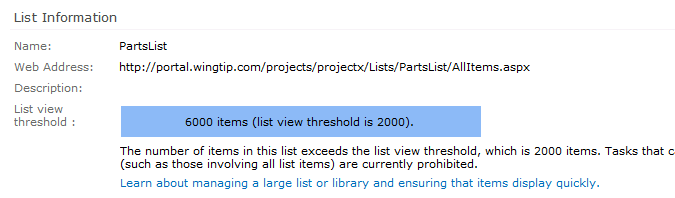 List Information
Name: PartsList
Web Address: http://portal.wingtip.com/projects/projectx/Lists/PartsList/AllItems.aspx
Description:
List view
threshold :
6000 items (list view threshold is 2000).
The number of items in this list exceeds the list view threshold, which is 2000 items. Tasks that
(such as those involving all list items) are currently prohibited.
Learn about managing a large list or library and ensuring that items display quickly.